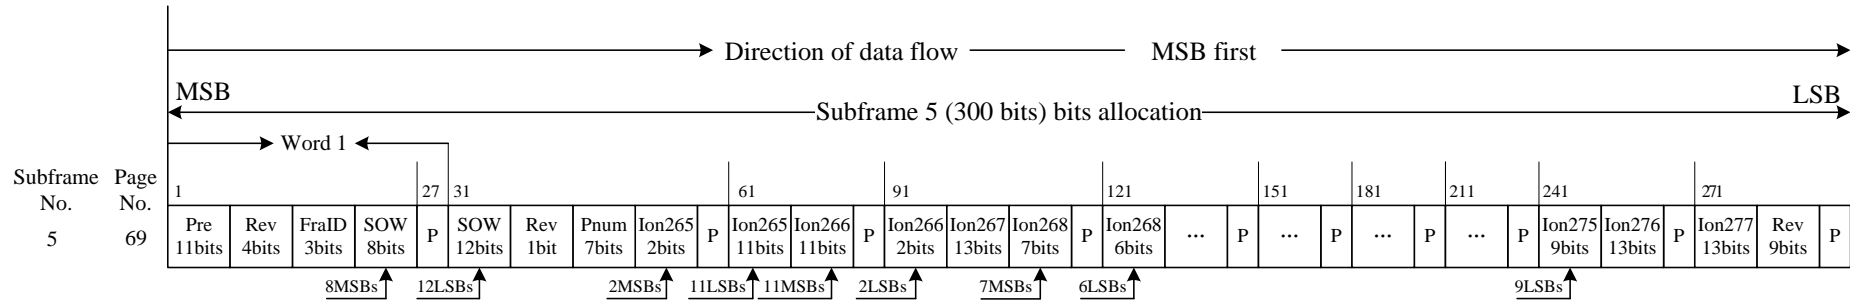 Direction of data flow MSB first
MSB LSB
Subframe 5 (300 bits) bits allocation
Word 1
Subframe Page
No. No.
1 27 31 61 91 121 151 181 211 241 271
5 69
Pre Rev FraID SOW P SOW Rev Pnum Ion265 P Ion265 Ion266 P Ion266 Ion267 Ion268 P Ion268 ... P ... P ... P ... P Ion275 Ion276 P Ion277 Rev P
11bits 4bits 3bits 8bits 12bits 1bit 7bits 2bits 11bits 11bits 2bits 13bits 7bits 6bits 9bits 13bits 13bits 9bits
8MSBs 12LSBs 2MSBs 11LSBs 11MSBs 2LSBs 7MSBs 6LSBs 9LSBs